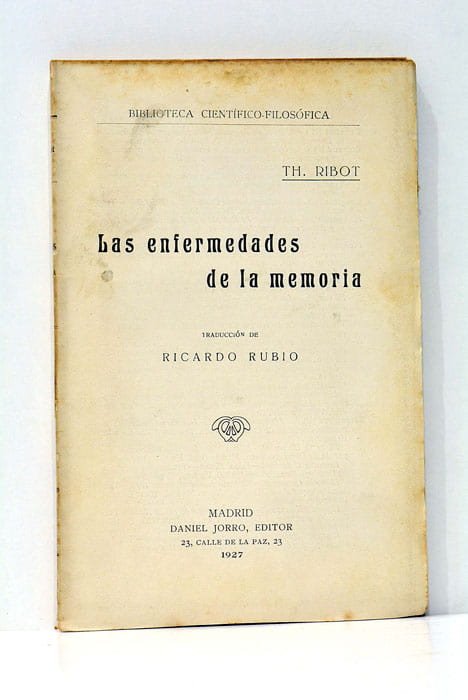 BIBLIOTECA CIENTÍFICO-FILOSÓFICA
TH. RIBOT
Las enfermedades
de la memoria
TRADUCCIÓN DE
RICARDO RUBIO
MADRID
DANIEL JORRO, EDITOR
23, CALLE DE LA PAZ, 23
1927